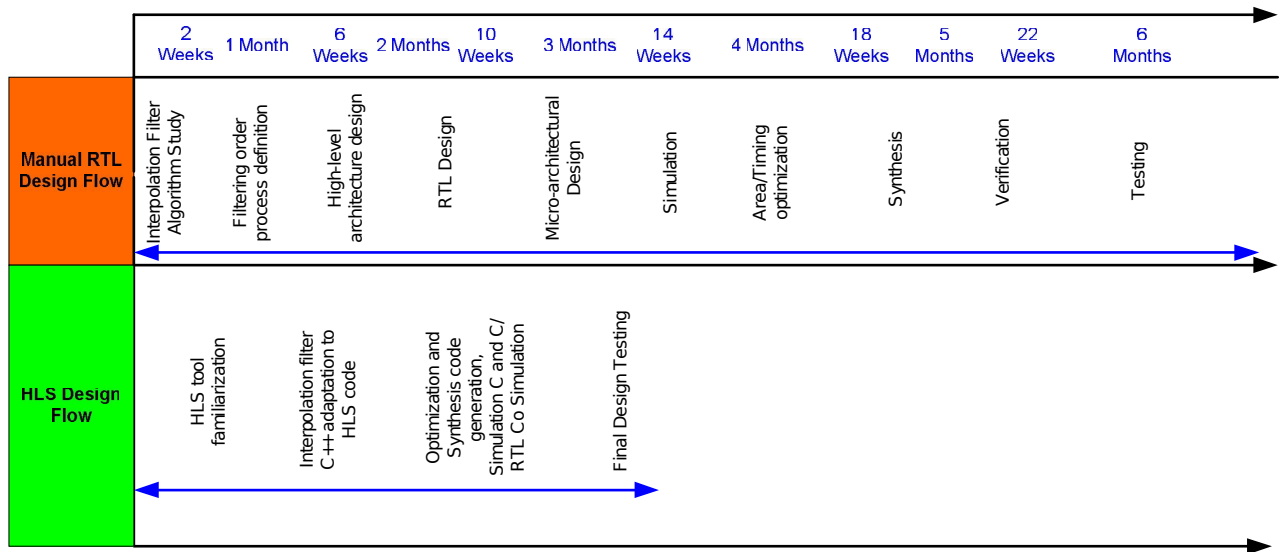 2
Weeks
1 Month
6
Weeks
2 Months
10
Weeks
3 Months
14
Weeks
4 Months
18
Weeks
5
Months
22
Weeks
6
Months
Manual RTL
Design Flow
Interpolation Filter
Algorithm Study
Filtering order
process definition
High-level
architecture design
RTL Design
Micro-architectural
Design
Simulation
Area/Timing
optimization
Synthesis
Verification
Testing
HLS Design
Flow
HLS tool
familiarization
Interpolation filter
C++ adaptation to
HLS code
Optimization and
Synthesis code
generation,
Simulation C and C/
RTL Co Simulation
Final Design Testing